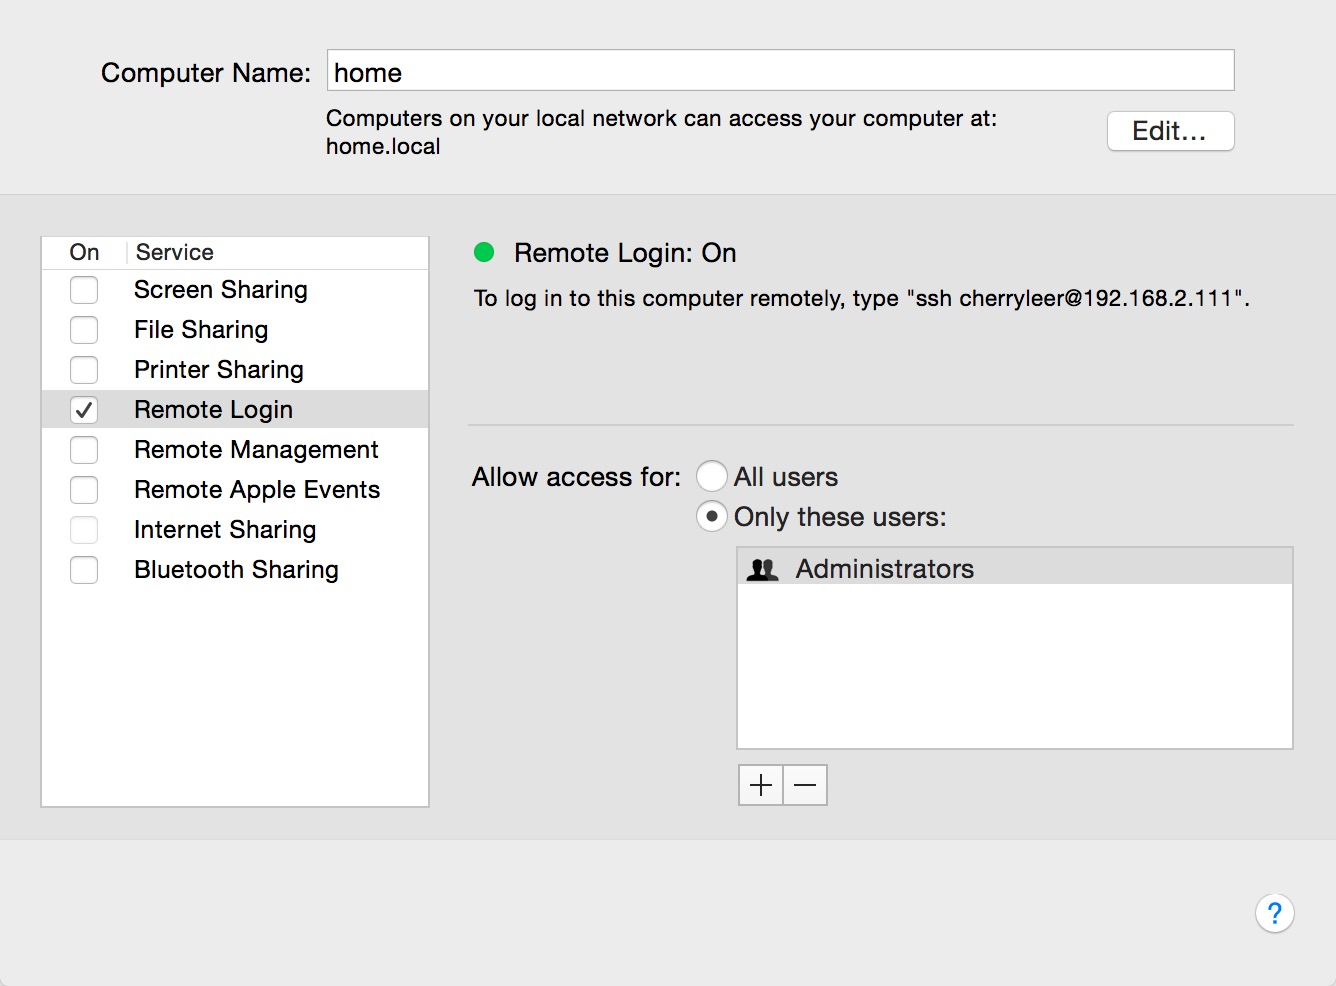 Computer Name: home
Computers on your local network can access your computer at:
home.local
Edit...
On Service
Screen Sharing
File Sharing
Printer Sharing
Remote Login
Remote Management
Remote Apple Events
Internet Sharing
Bluetooth Sharing
Remote Login: On
To log in to this computer remotely, type "ssh cherryleer@192.168.2.111".
Allow access for: All users
Only these users:
Administrators
+ —
?